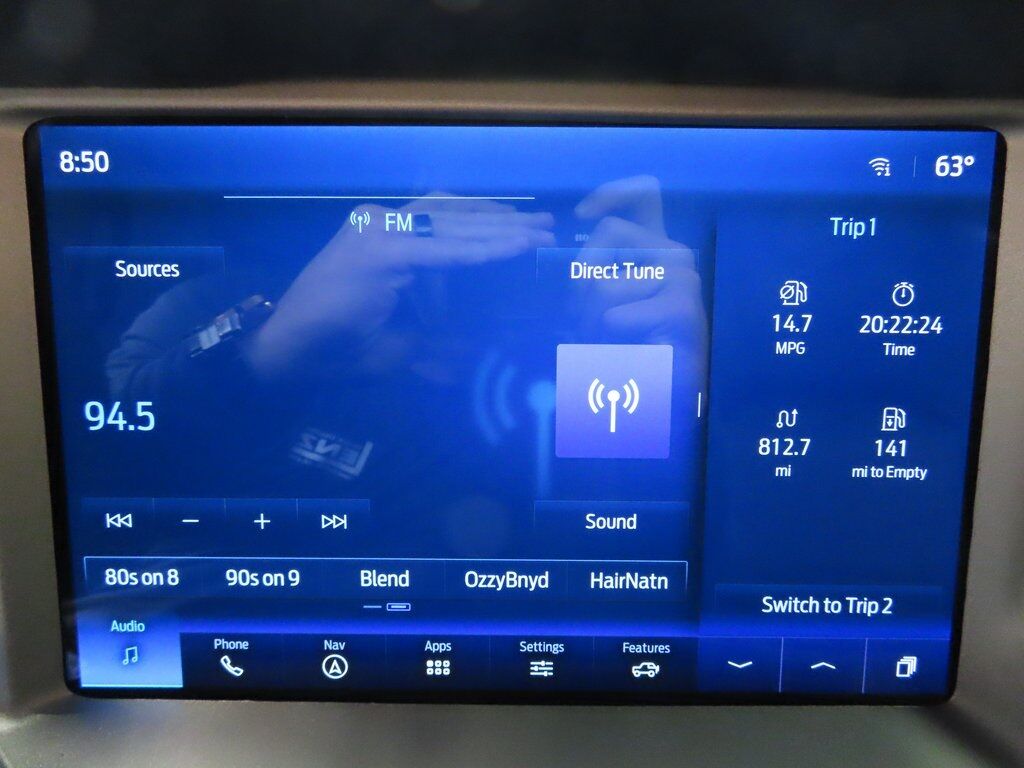 8:50
63°
FM
Sources
Direct Tune
94.5
Sound
80s on 8
90s on 9
Blend
OzzyBnyd
HairNatn
Trip 1
14.7
MPG
20:22:24
Time
812.7
mi
141
mi to Empty
Switch to Trip 2
Audio
Phone
Nav
Apps
Settings
Features